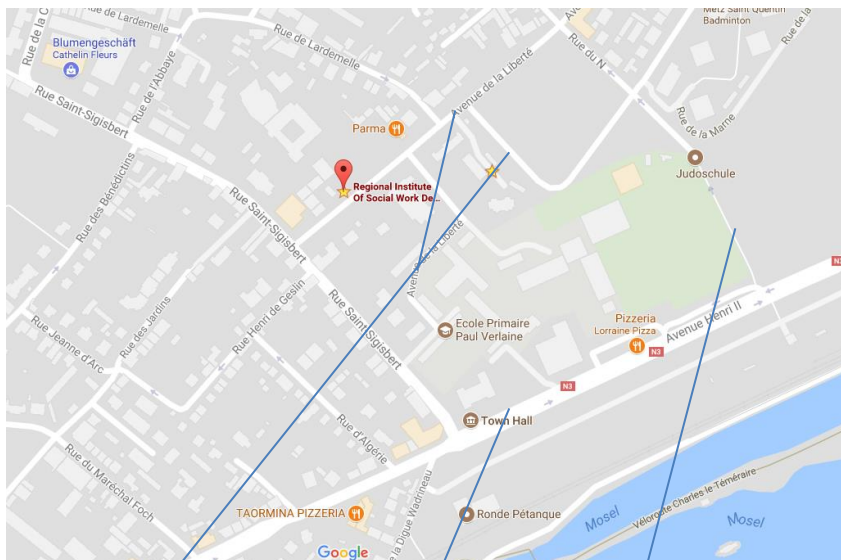 Rue de la C
Rue Lardemelle
Ave
Metz Saint Quentin
Badminton
Blumengeschäft
Cathelin Fleurs
Rue de l'Abbaye
Rue de Lardemelle
Rue du N
Rue de la
Rue Saint-Sigisbert
Avenue de la Liberté
Parma
Rue de la Marne
Judoschule
Regional Institute
Of Social Work De...
Rue des Bénédictins
Rue Saint-Sigisbert
Avenue de la Liberté
N3
Rue des Jardins
Rue Henri de Geslin
Rue Saint-Sigisbert
Pizzeria
Lorraine Pizza
Avenue Henri II
Ecole Primaire
Paul Verlaine
Rue Jeanne d'Arc
N3
N3
Town Hall
Rue d'Algérie
Rue du Maréchal Foch
TAORMINA PIZZERIA
e la Digue Wadrineau
Ronde Pétanque
Mosel
Véloroute Charles le Téméraire
Mosel
Google